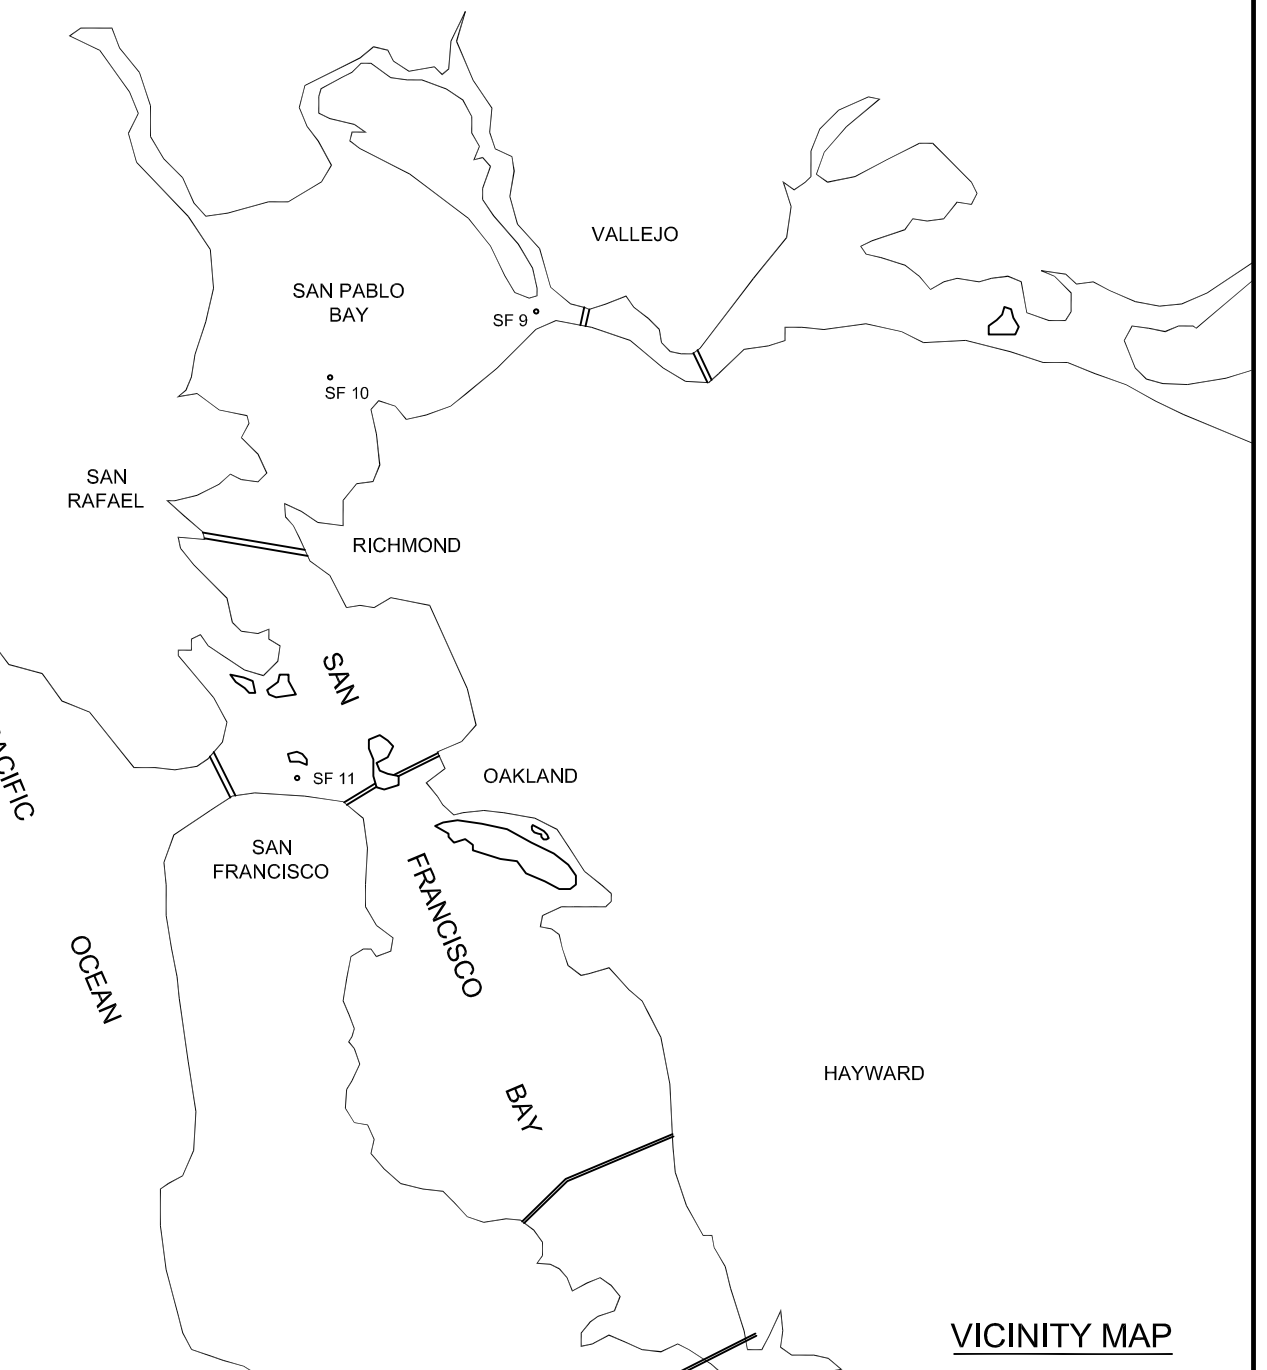 VALLEJO
SAN PABLO
BAY
SF 9
SF 10
SAN
RAFAEL
RICHMOND
SAN
SF 11
OAKLAND
SAN
FRANCISCO
FRANCISCO
OCEAN
HAYWARD
BAY
VICINITY MAP